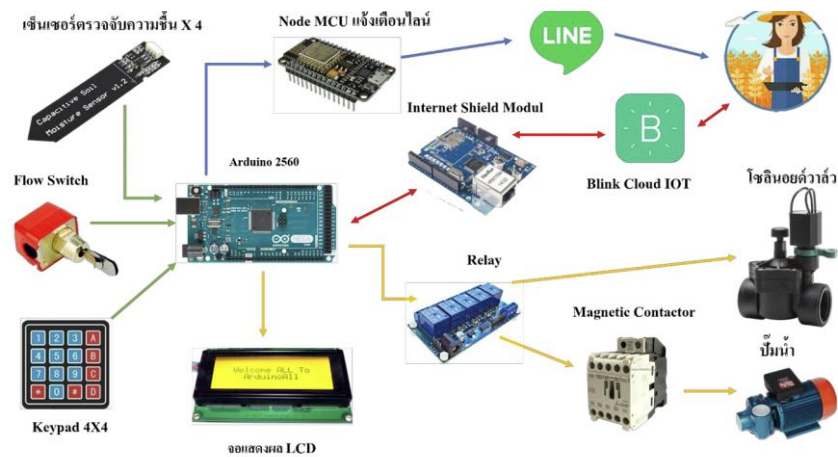 เซ็นเซอร์ตรวจจับความชื้น X 4
Node MCU แจ้งเตือนไลน์
LINE
Capacitive Soil
Moisture Sensor v1.2
Internet Shield Modul
B
Arduino 2560
Blink Cloud IOT
โซลินอยด์วาล์ว
Flow Switch
Relay
Magnetic Contactor
ปั๊มน้ำ
1 2 3 A
4 5 6 B
7 8 9 C
* 0 # D
Welcome ALL To
ArduinoAll
Keypad 4X4
จอแสดงผล LCD